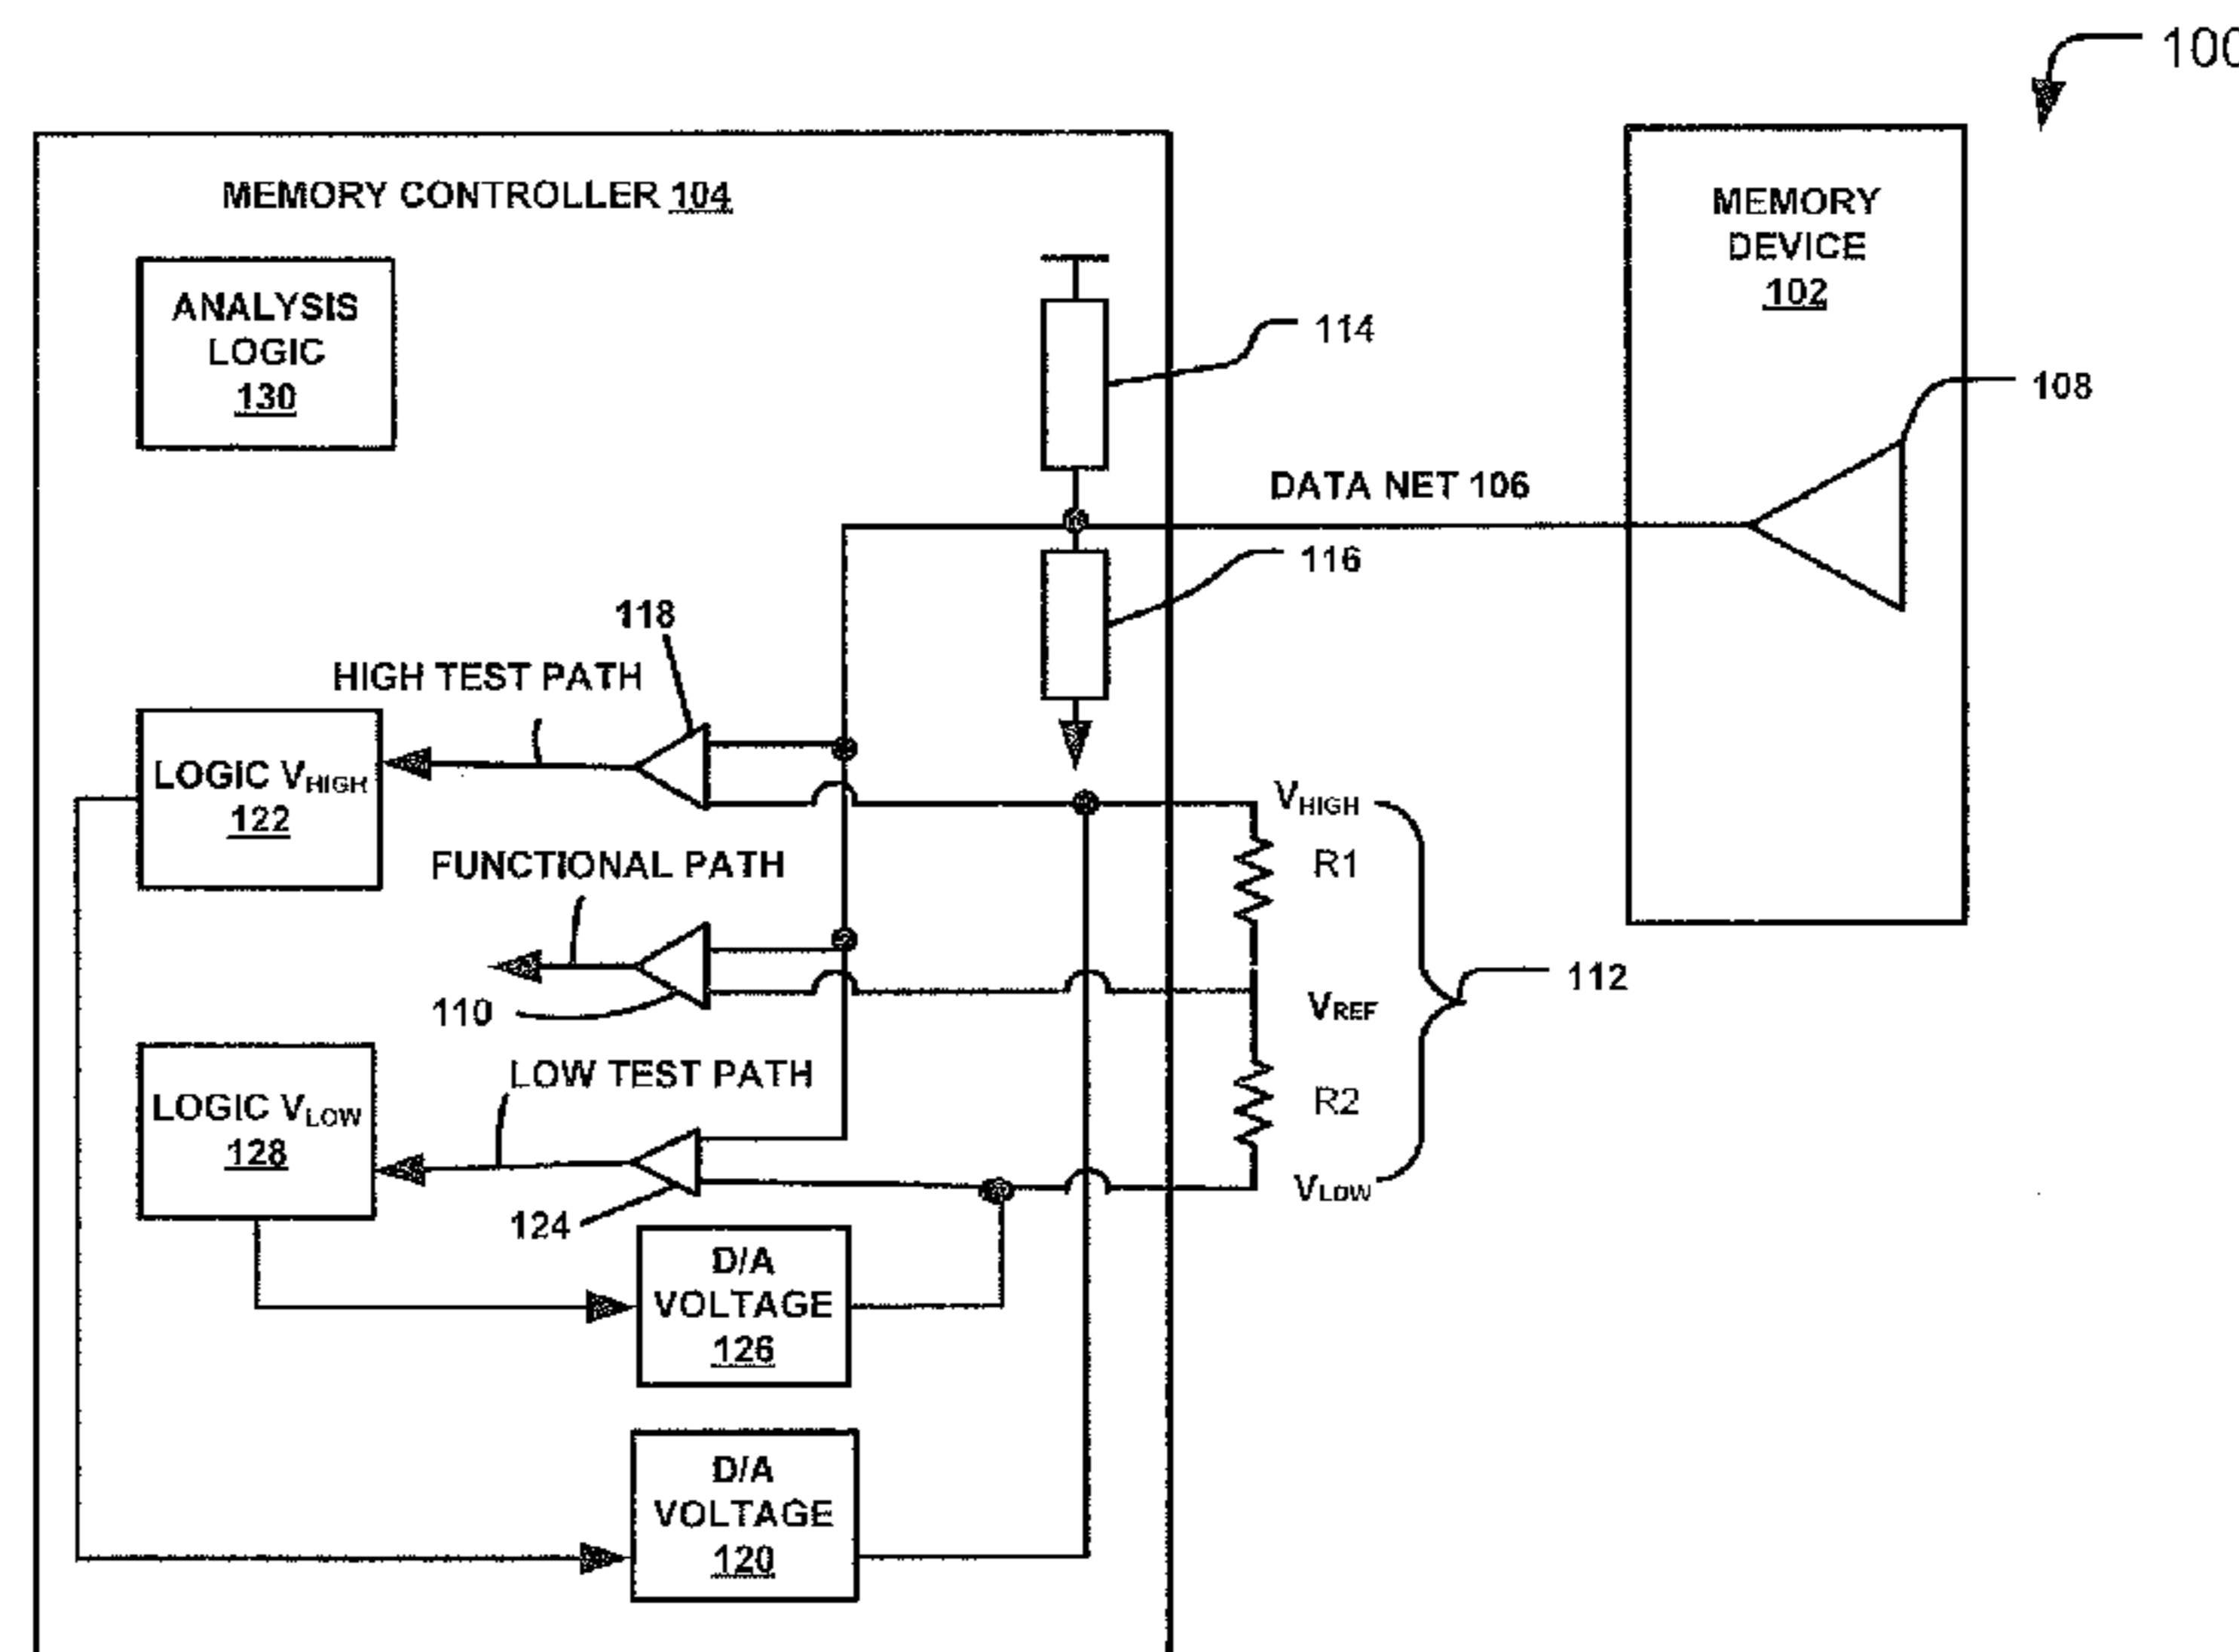 100
MEMORY CONTROLLER 104
MEMORY
DEVICE
102
ANALYSIS
LOGIC
130
114
108
DATA NET 106
116
118
HIGH TEST PATH
LOGIC VHIGH
122
VHIGH
R1
FUNCTIONAL PATH
112
110
VREF
LOW TEST PATH
R2
LOGIC VLOW
128
VLOW
124
D/A
VOLTAGE
126
D/A
VOLTAGE
120